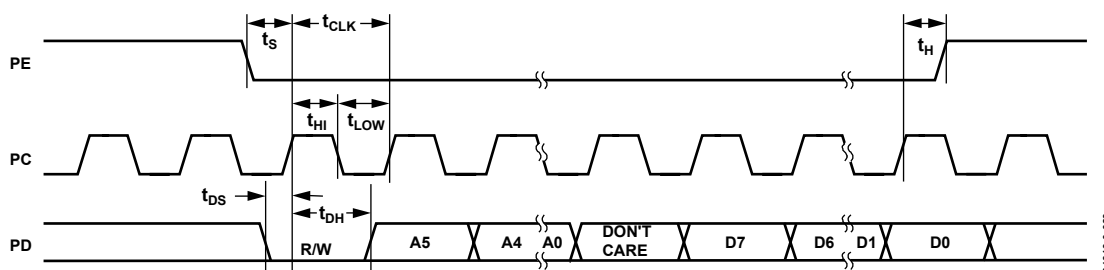 tS
tCLK
tH
PE
tHI
tLOW
PC
tDS
tDH
PD
R/W
A5
A4
A0
DON'T
CARE
D7
D6
D1
D0